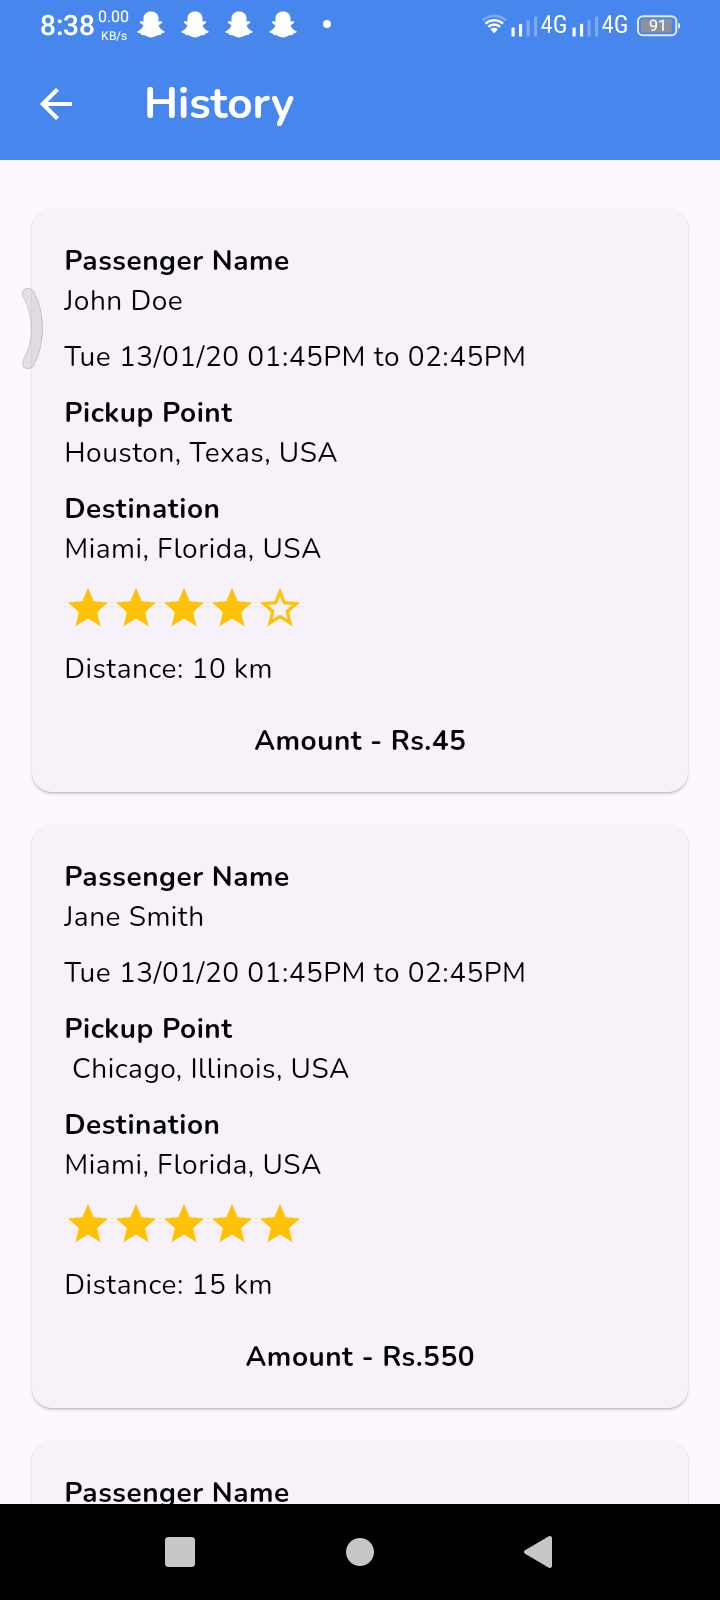 8:38 0.00 KB/s 4G 4G 91
History
Passenger Name
John Doe
Tue 13/01/20 01:45PM to 02:45PM
Pickup Point
Houston, Texas, USA
Destination
Miami, Florida, USA
Distance: 10 km
Amount - Rs.45
Passenger Name
Jane Smith
Tue 13/01/20 01:45PM to 02:45PM
Pickup Point
Chicago, Illinois, USA
Destination
Miami, Florida, USA
Distance: 15 km
Amount - Rs.550
Passenger Name